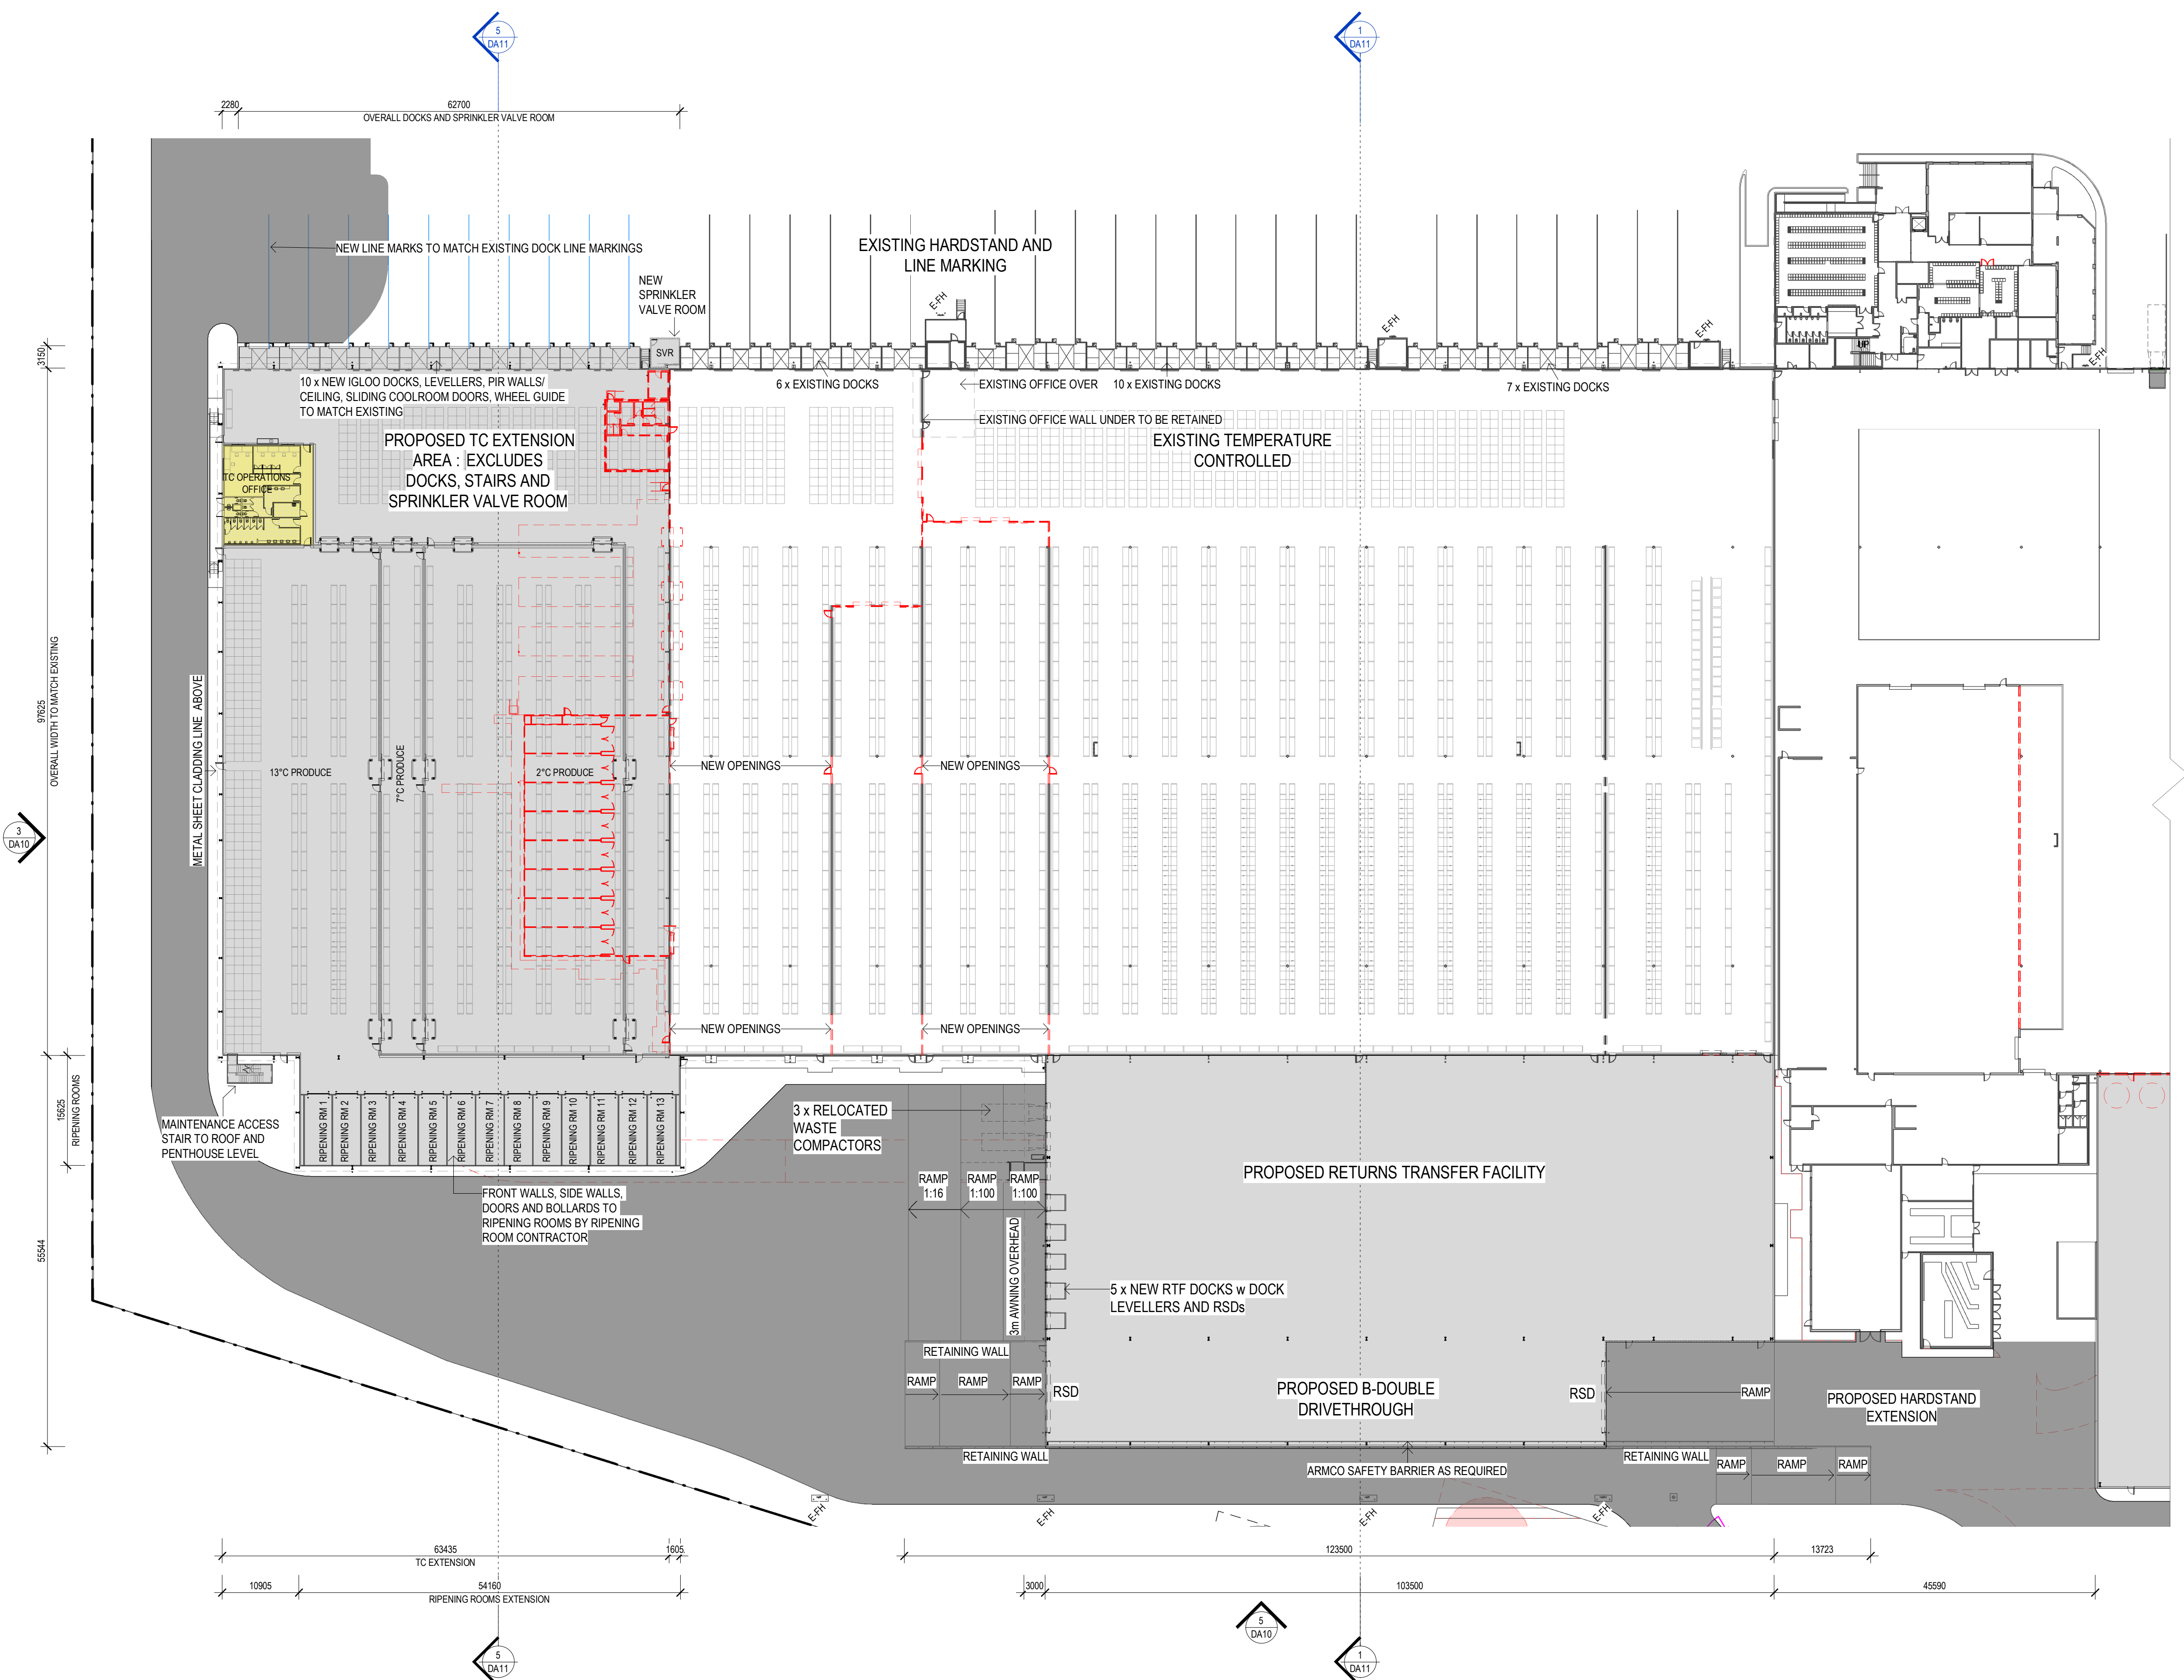 5
DA11
1
DA11
2280
62700
OVERALL DOCKS AND SPRINKLER VALVE ROOM
NEW LINE MARKS TO MATCH EXISTING DOCK LINE MARKINGS
EXISTING HARDSTAND AND
LINE MARKING
NEW
SPRINKLER
VALVE ROOM
E-FH
E-FH
E-FH
E-FH
UP
3150
SVR
10 x NEW IGLOO DOCKS, LEVELLERS, PIR WALLS/
CEILING, SLIDING COOLROOM DOORS, WHEEL GUIDE
TO MATCH EXISTING
6 x EXISTING DOCKS
EXISTING OFFICE OVER
10 x EXISTING DOCKS
7 x EXISTING DOCKS
EXISTING OFFICE WALL UNDER TO BE RETAINED
PROPOSED TC EXTENSION
AREA : EXCLUDES
DOCKS, STAIRS AND
SPRINKLER VALVE ROOM
EXISTING TEMPERATURE
CONTROLLED
TC OPERATIONS
OFFICE
97625
OVERALL WIDTH TO MATCH EXISTING
METAL SHEET CLADDING LINE ABOVE
13°C PRODUCE
7°C PRODUCE
2°C PRODUCE
NEW OPENINGS
NEW OPENINGS
3
DA10
NEW OPENINGS
NEW OPENINGS
15625
RIPENING ROOMS
55544
MAINTENANCE ACCESS
STAIR TO ROOF AND
PENTHOUSE LEVEL
RIPENING RM 1
RIPENING RM 2
RIPENING RM 3
RIPENING RM 4
RIPENING RM 5
RIPENING RM 6
RIPENING RM 7
RIPENING RM 8
RIPENING RM 9
RIPENING RM 10
RIPENING RM 11
RIPENING RM 12
RIPENING RM 13
3 x RELOCATED
WASTE
COMPACTORS
FRONT WALLS, SIDE WALLS,
DOORS AND BOLLARDS TO
RIPENING ROOMS BY RIPENING
ROOM CONTRACTOR
RAMP
1:16
RAMP
1:100
RAMP
1:100
3m AWNING OVERHEAD
PROPOSED RETURNS TRANSFER FACILITY
5 x NEW RTF DOCKS w DOCK
LEVELLERS AND RSDs
RETAINING WALL
RAMP
RAMP
RAMP
RSD
PROPOSED B-DOUBLE
DRIVETHROUGH
RSD
RAMP
PROPOSED HARDSTAND
EXTENSION
RETAINING WALL
ARMCO SAFETY BARRIER AS REQUIRED
RETAINING WALL
RAMP
RAMP
RAMP
E-FH
E-FH
E-FH
E-FH
63435
TC EXTENSION
1605
123500
13723
10905
54160
RIPENING ROOMS EXTENSION
3000
103500
45590
5
DA10
5
DA11
1
DA11